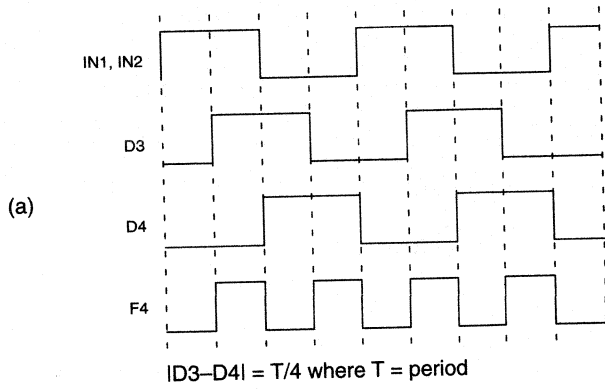 IN1, IN2
D3
(a)
D4
F4
|D3–D4| = T/4 where T = period